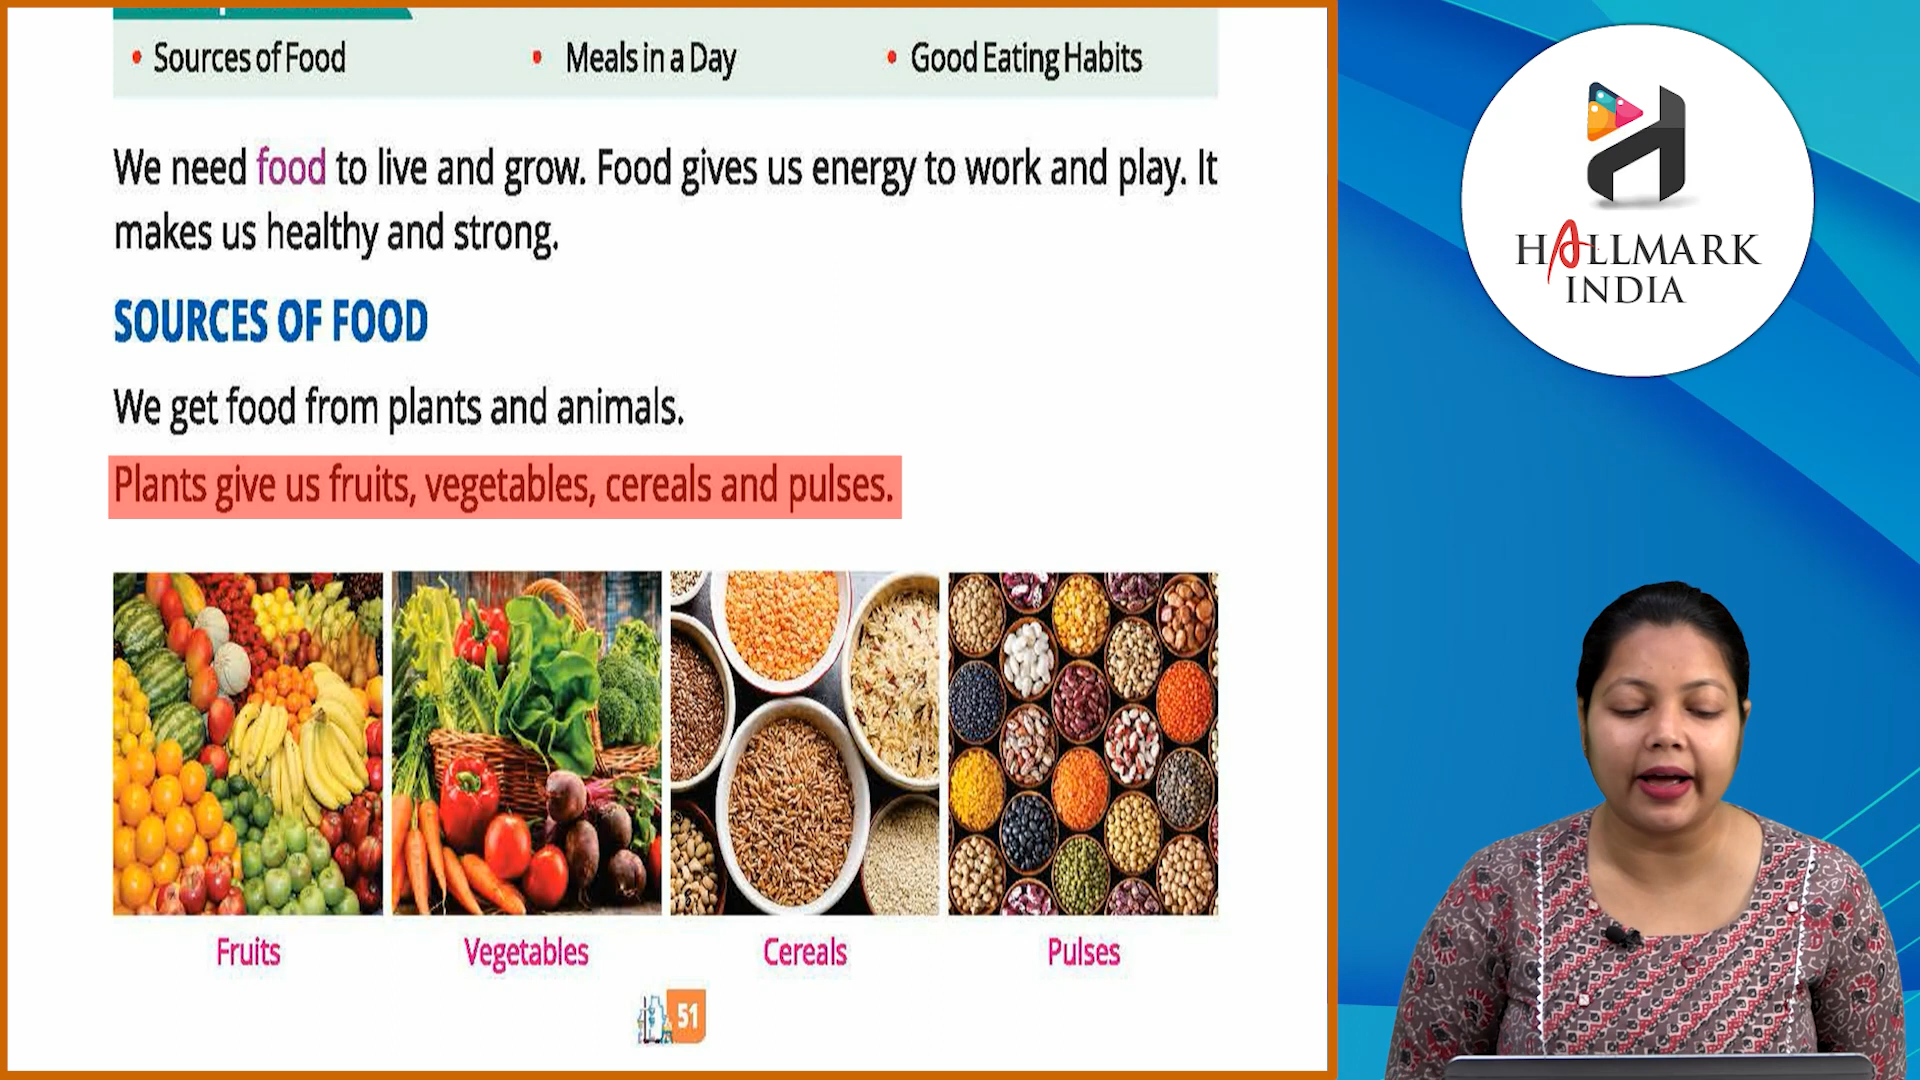 • Sources of Food • Meals in a Day • Good Eating Habits
We need food to live and grow. Food gives us energy to work and play. It
makes us healthy and strong.
SOURCES OF FOOD
We get food from plants and animals.
Plants give us fruits, vegetables, cereals and pulses.
Fruits Vegetables Cereals Pulses
51
HALLMARK
INDIA